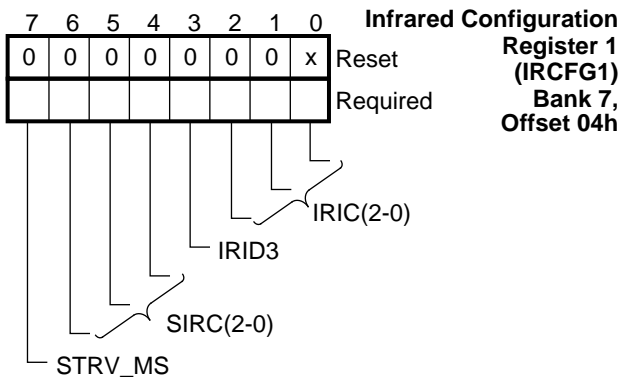 7 6 5 4 3 2 1 0
Infrared Configuration
Register 1
(IRCFG1)
Bank 7,
Offset 04h
0 0 0 0 0 0 0 x Reset
Required
IRIC(2-0)
IRID3
SIRC(2-0)
STRV_MS